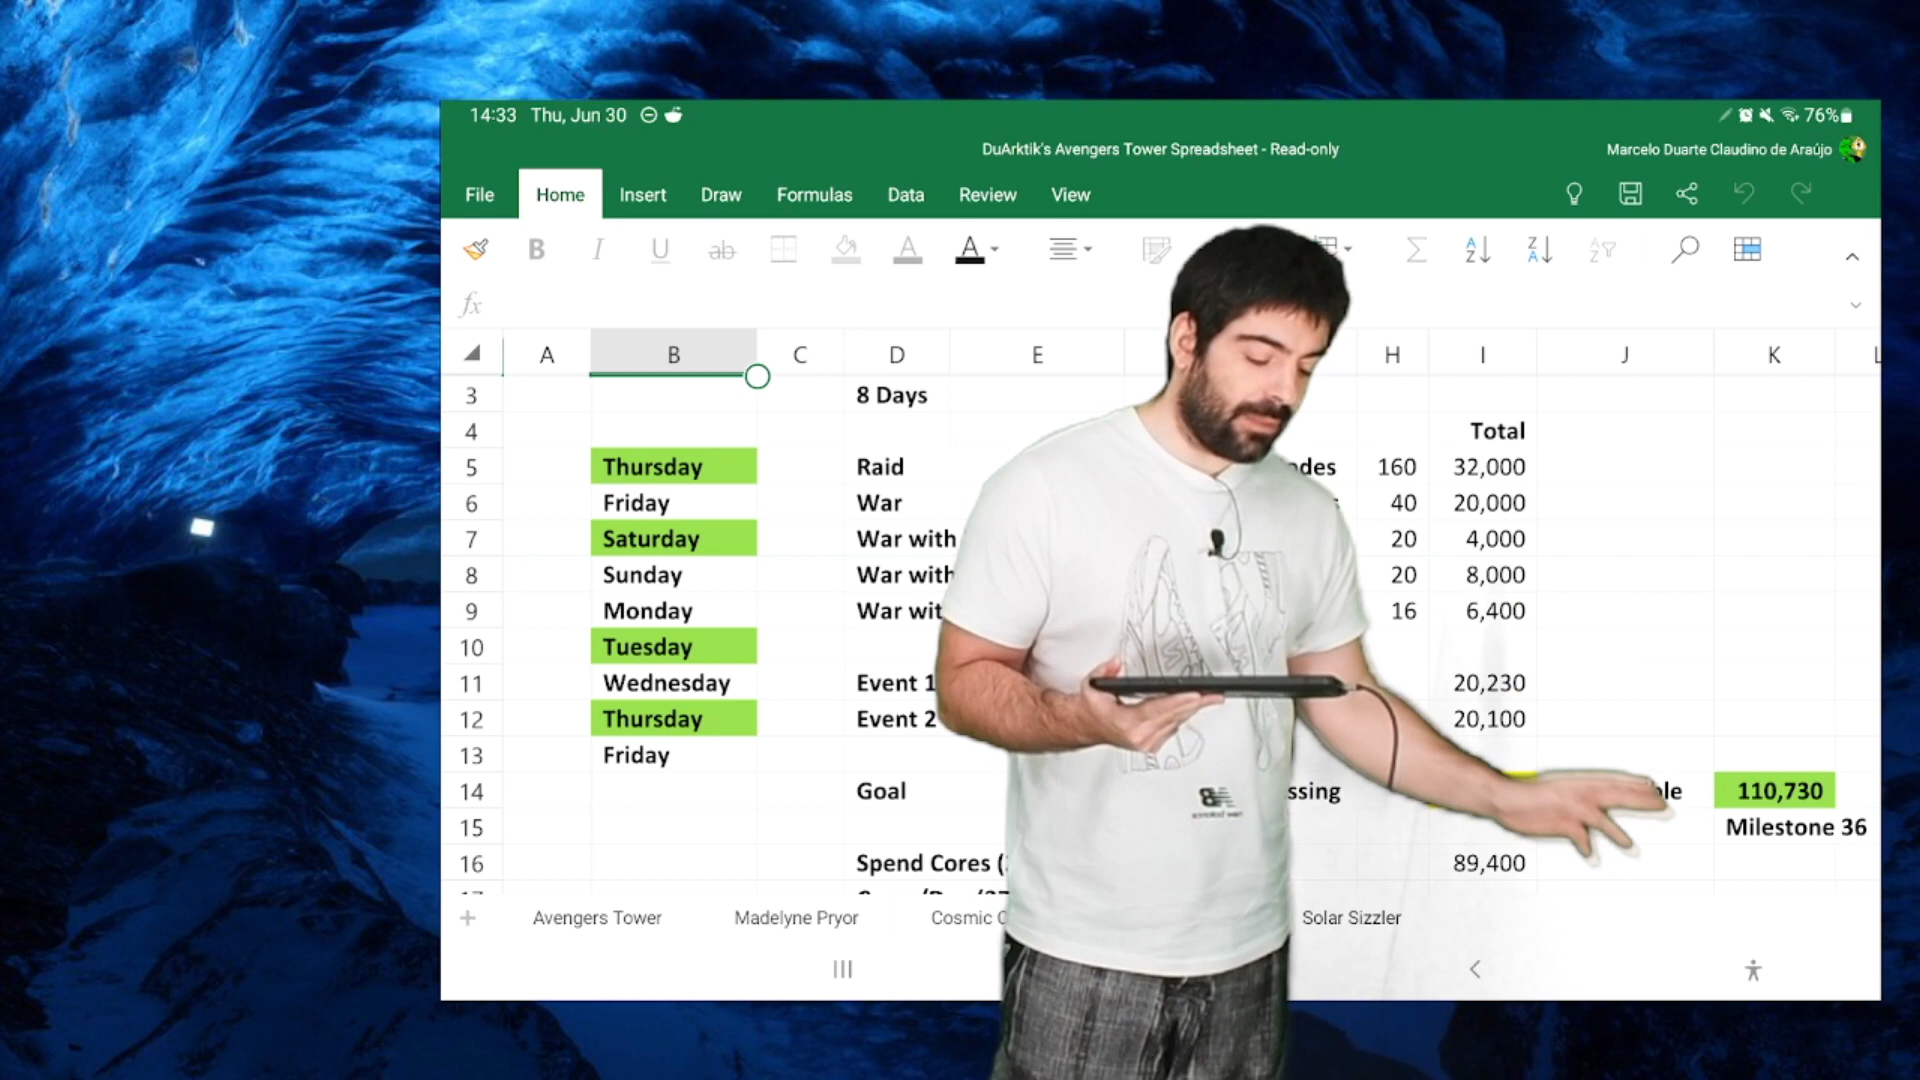 14:33 Thu, Jun 30 76%
DuArktik's Avengers Tower Spreadsheet - Read-only
Marcelo Duarte Claudino de Araújo
File Home Insert Draw Formulas Data Review View
B I U ab A A A Z Z A A Z
fx
A B C D E H I J K L
3 8 Days
4 Total
5 Thursday Raid 160 32,000
6 Friday War 40 20,000
7 Saturday War with 20 4,000
8 Sunday War with 20 8,000
9 Monday War 16 6,400
10 Tuesday
11 Wednesday Event 1 20,230
12 Thursday Event 2 20,100
13 Friday
14 Goal 110,730
15 Milestone 36
16 Spend Cores 89,400
+ Avengers Tower Madelyne Pryor Cosmic Solar Sizzler